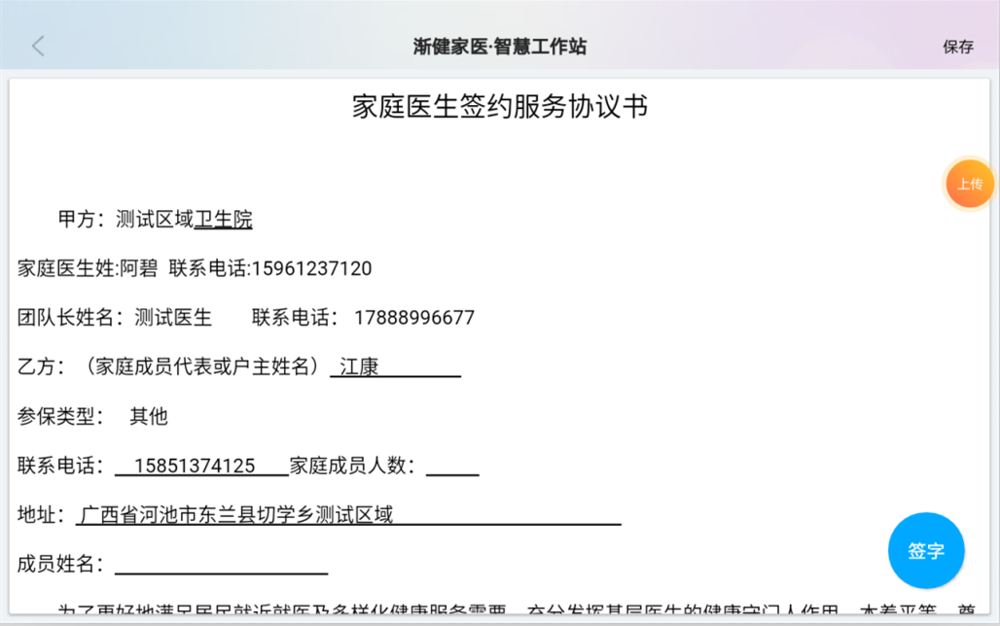 渐健家医·智慧工作站
保存
家庭医生签约服务协议书
上传
甲方：测试区域卫生院
家庭医生姓:阿碧 联系电话:15961237120
团队长姓名：测试医生 联系电话： 17888996677
乙方：（家庭成员代表或户主姓名） 江康
参保类型： 其他
联系电话： 15851374125 家庭成员人数：
地址： 广西省河池市东兰县切学乡测试区域
签字
成员姓名：
为了更好地满足居民就近就医及多样化健康服务需要，充分发挥基层医生的健康守门人作用，本着平等、尊